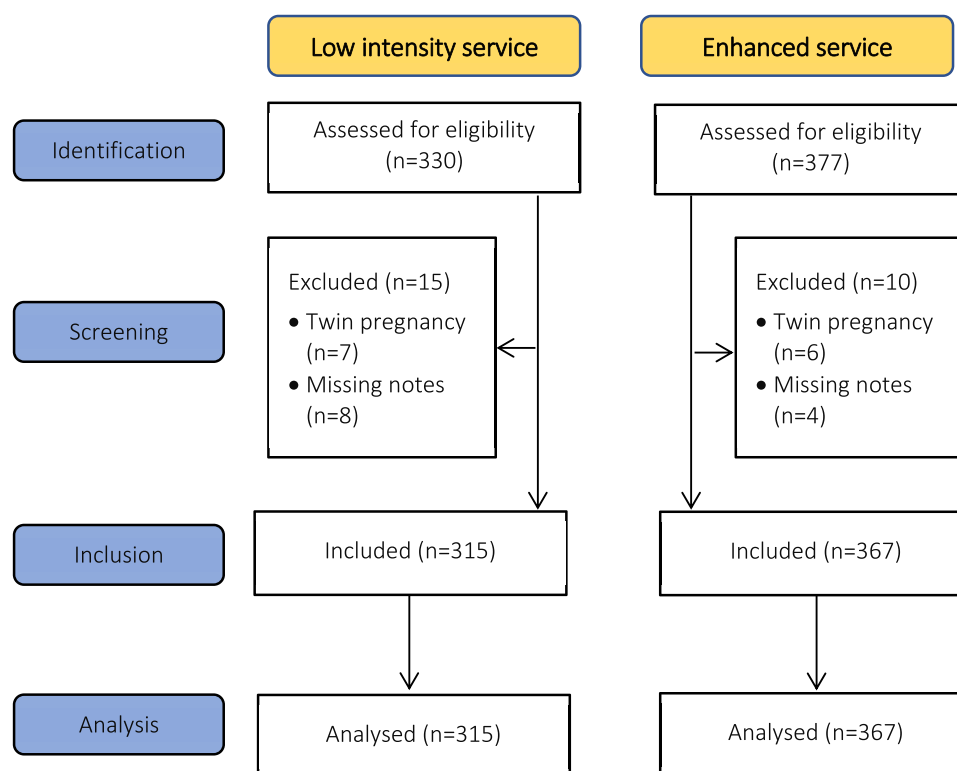 Low intensity service
Enhanced service
Identification
Assessed for eligibility
(n=330)
Assessed for eligibility
(n=377)
Screening
Excluded (n=15)
• Twin pregnancy
(n=7)
• Missing notes
(n=8)
Excluded (n=10)
• Twin pregnancy
(n=6)
• Missing notes
(n=4)
Inclusion
Included (n=315)
Included (n=367)
Analysis
Analysed (n=315)
Analysed (n=367)